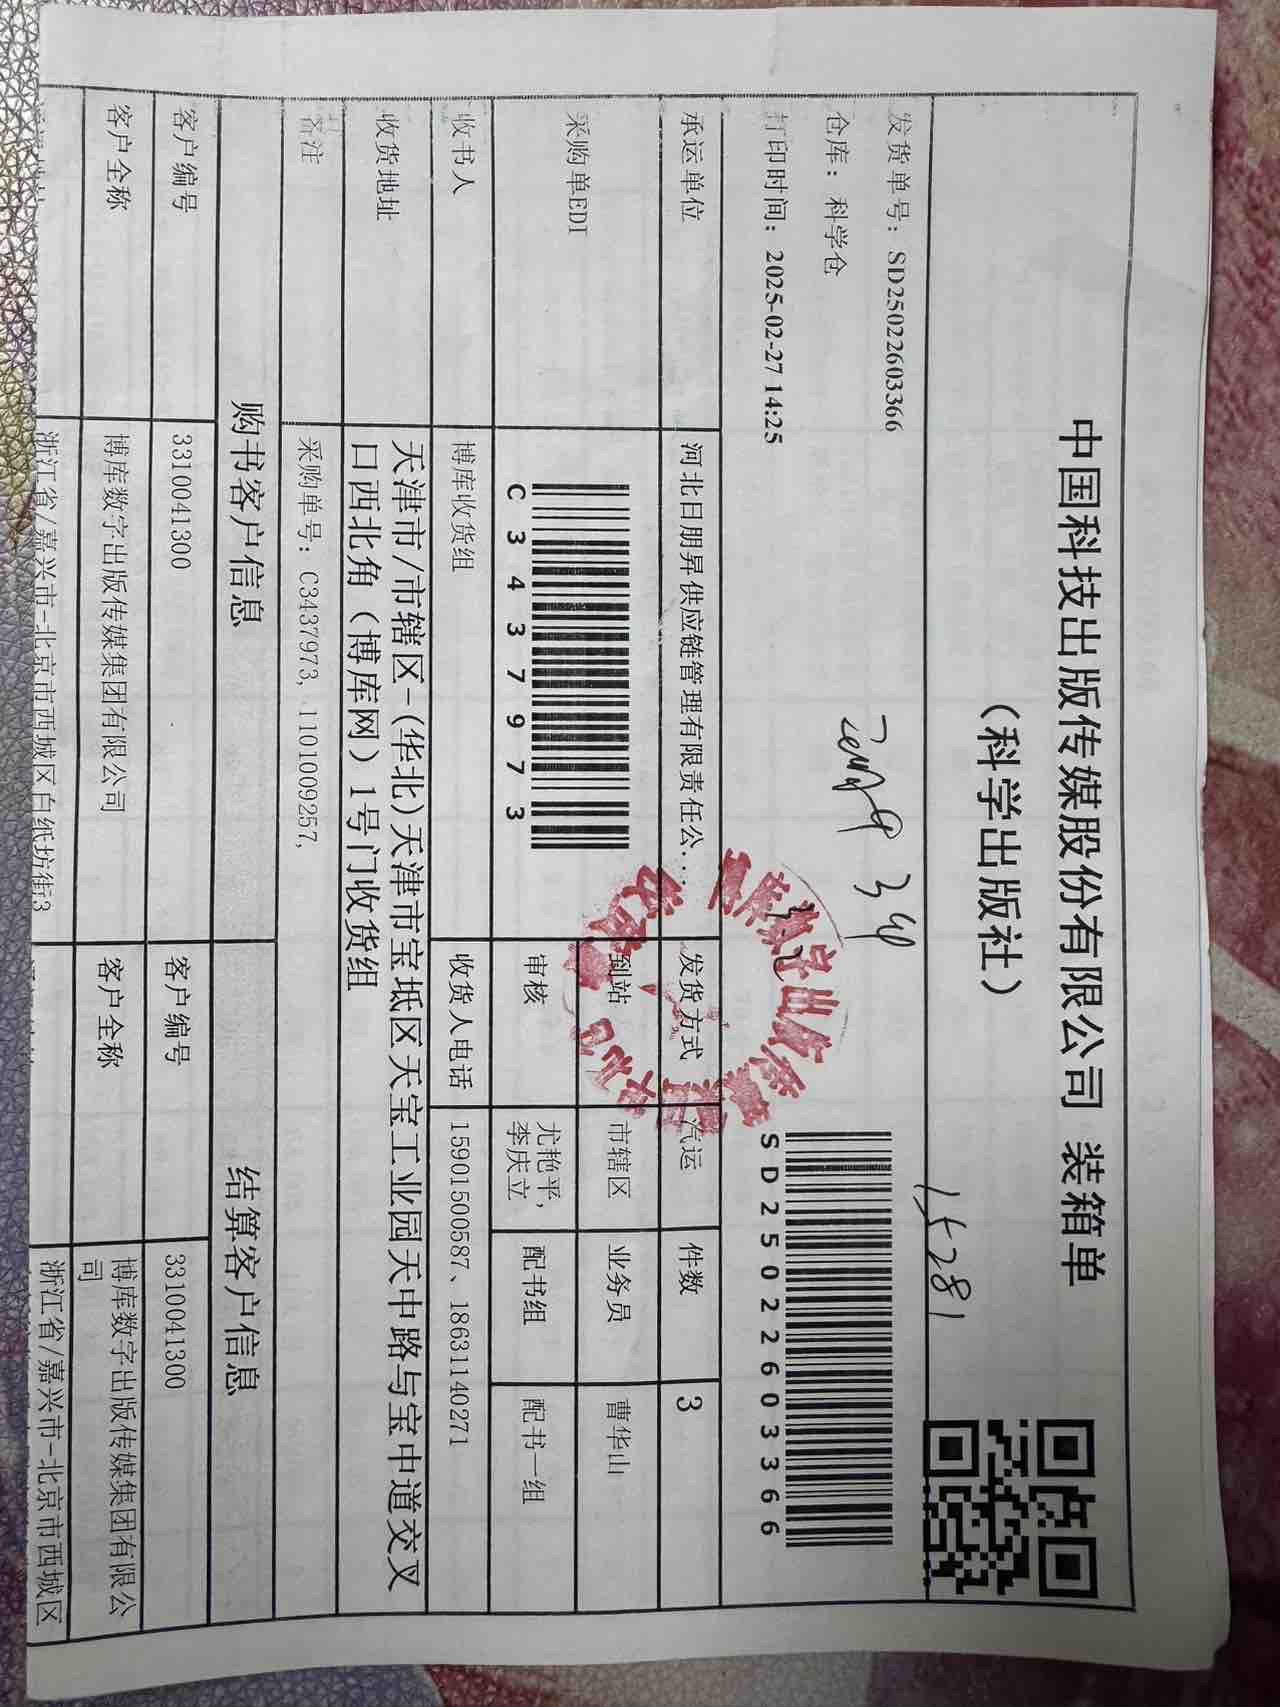 中国科技出版传媒股份有限公司 装箱单
（科学出版社）
15281
发货单号：SD25022603366
仓库：科学仓
打印时间：2025-02-27 14:25
SD25022603366
承运单位 河北日朋昇供应链管理有限责任公... 发货方式 汽运 件数 3
采购单EDI C3437973 到站 市辖区 业务员 曹华山
审核 尤艳平, 李庆立 配书组 配书一组
收书人 博库收货组 收货人电话 15901500587、18631140271
收货地址 天津市/市辖区-(华北)天津市宝坻区天宝工业园天中路与宝中道交叉
口西北角（博库网）1号门收货组
备注 采购单号：C3437973, 1101009257,
购书客户信息 结算客户信息
客户编号 3310041300 客户编号 3310041300
客户全称 博库数字出版传媒集团有限公司 客户全称 博库数字出版传媒集团有限公
司
浙江省/嘉兴市-北京市西城区白纸坊街3 浙江省/嘉兴市-北京市西城区